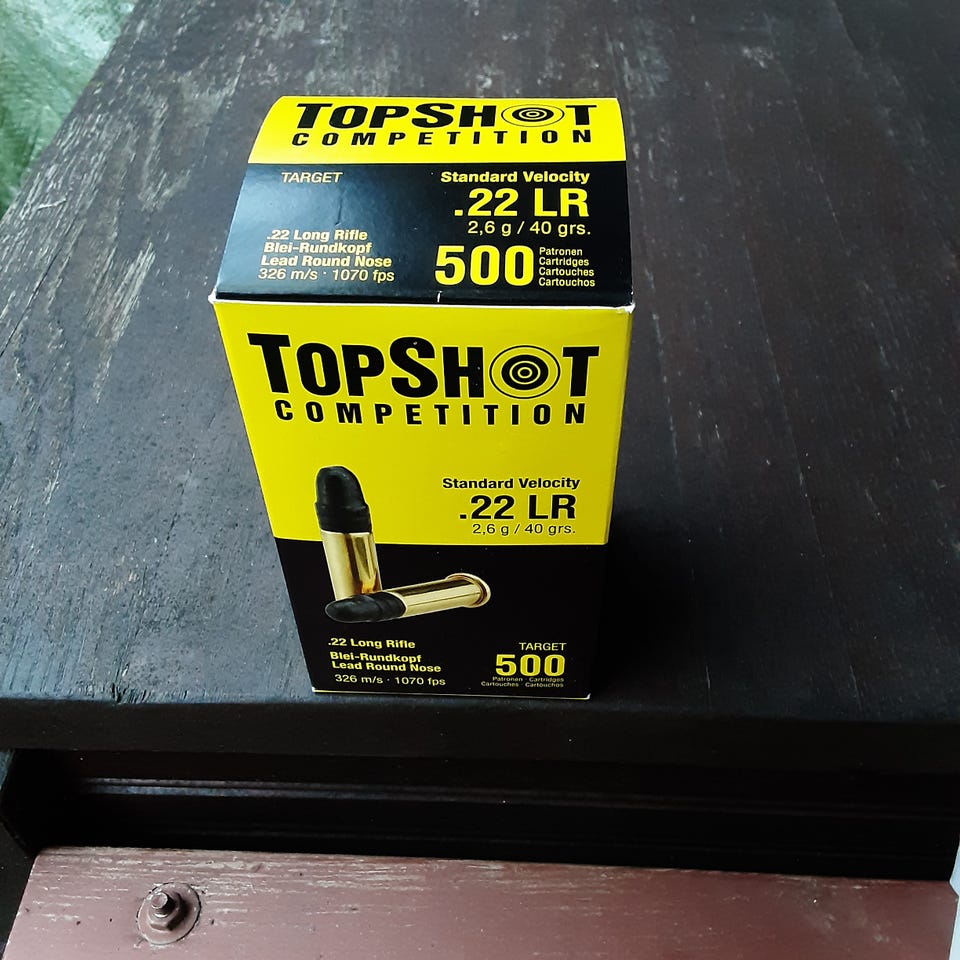 TOPSHOT
COMPETITION
TARGET
Standard Velocity
.22 LR
2,6 g / 40 grs.
.22 Long Rifle
Blei-Rundkopf
Lead Round Nose
326 m/s · 1070 fps
500
Patronen
Cartridges
Cartouches
Cartouchos
TOPSHOT
COMPETITION
Standard Velocity
.22 LR
2,6 g / 40 grs.
.22 Long Rifle
Blei-Rundkopf
Lead Round Nose
326 m/s · 1070 fps
TARGET
500
Patronen · Cartridges
Cartouches · Cartouchos